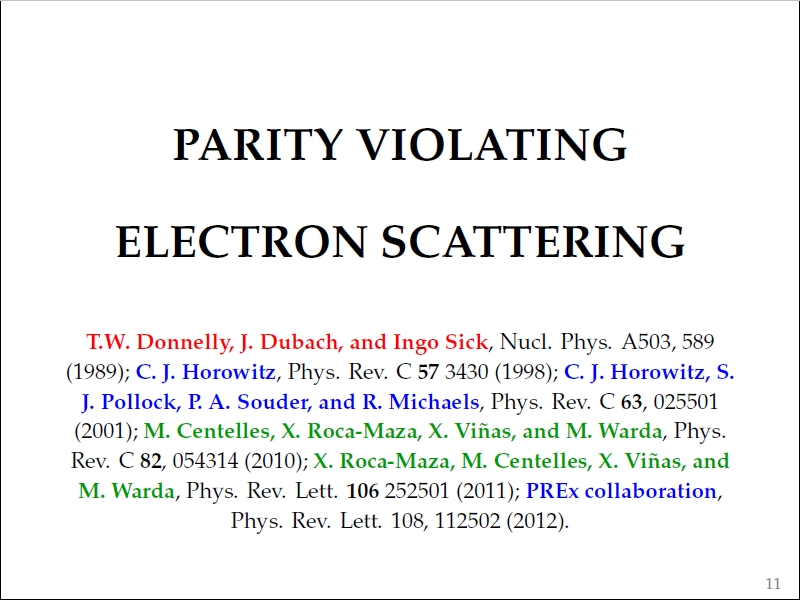 PARITY VIOLATING
ELECTRON SCATTERING
T.W. Donnelly, J. Dubach, and Ingo Sick, Nucl. Phys. A503, 589
(1989); C. J. Horowitz, Phys. Rev. C 57 3430 (1998); C. J. Horowitz, S.
J. Pollock, P. A. Souder, and R. Michaels, Phys. Rev. C 63, 025501
(2001); M. Centelles, X. Roca-Maza, X. Viñas, and M. Warda, Phys.
Rev. C 82, 054314 (2010); X. Roca-Maza, M. Centelles, X. Viñas, and
M. Warda, Phys. Rev. Lett. 106 252501 (2011); PREx collaboration,
Phys. Rev. Lett. 108, 112502 (2012).
11